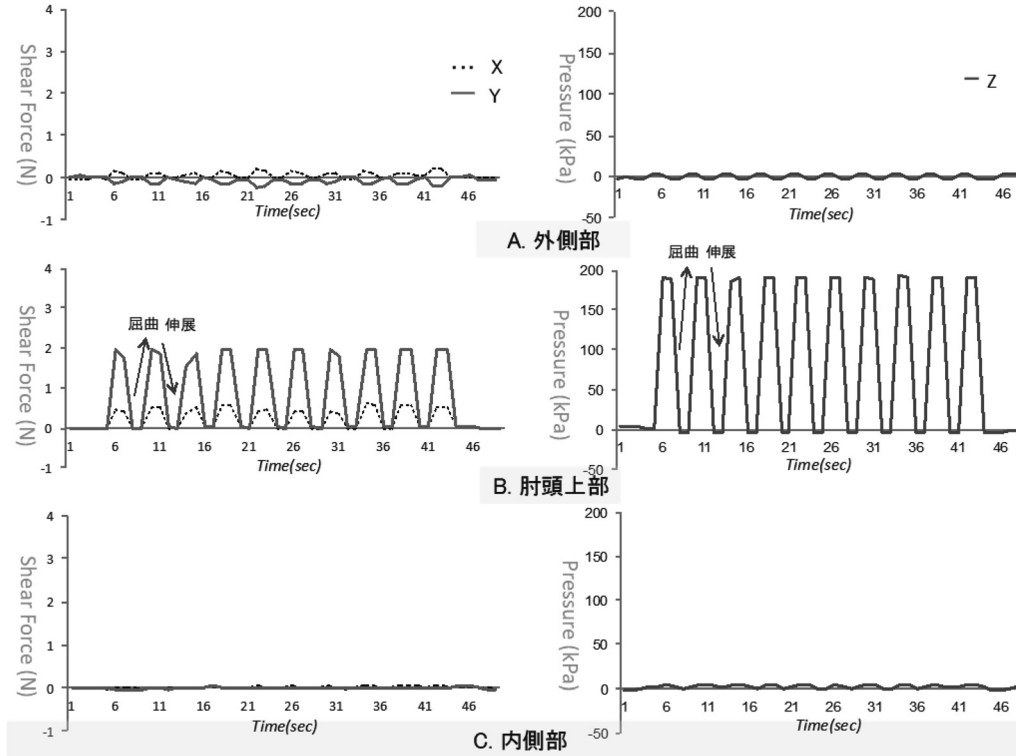 4
3
2
1
0
-1
Shear Force (N)
X
Y
1 6 11 16 21 26 31 36 41 46
Time(sec)
200
150
100
50
0
-50
Pressure (kPa)
Z
1 6 11 16 21 26 31 36 41 46
Time(sec)
A. 外側部
4
3
2
1
0
-1
Shear Force (N)
屈曲 伸展
1 6 11 16 21 26 31 36 41 46
Time(sec)
200
150
100
50
0
-50
Pressure (kPa)
屈曲 伸展
1 6 11 16 21 26 31 36 41 46
Time(sec)
B. 肘頭上部
4
3
2
1
0
-1
Shear Force (N)
1 6 11 16 21 26 31 36 41 46
Time(sec)
200
150
100
50
0
-50
Pressure (kPa)
1 6 11 16 21 26 31 36 41 46
Time(sec)
C. 内側部